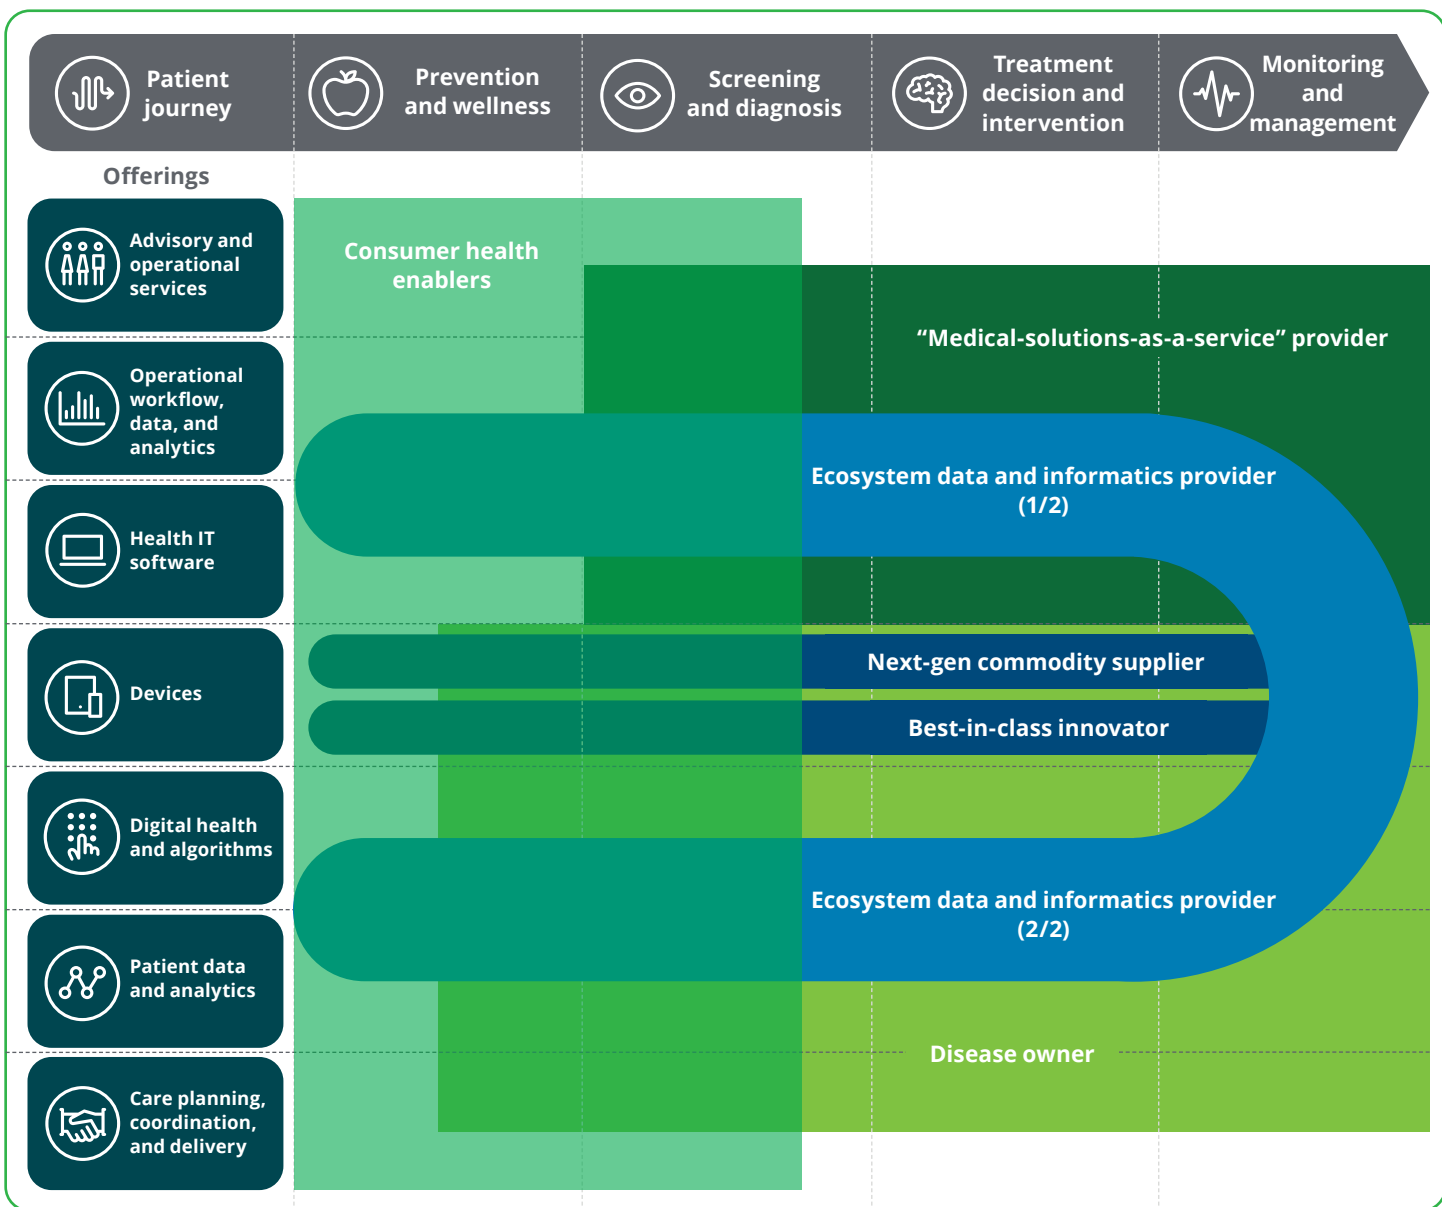 Patient
journey
Prevention
and wellness
Screening
and diagnosis
Treatment
decision and
intervention
Monitoring
and
management
Offerings
Advisory and
operational
services
Operational
workflow,
data, and
analytics
Health IT
software
Devices
Digital health
and algorithms
Patient data
and analytics
Care planning,
coordination,
and delivery
Consumer health
enablers
“Medical-solutions-as-a-service” provider
Ecosystem data and informatics provider
(1/2)
Next-gen commodity supplier
Best-in-class innovator
Ecosystem data and informatics provider
(2/2)
Disease owner